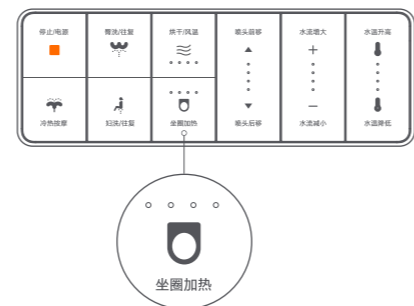 停止/电源
臀洗/往复
烘干/风温
喷头前移
水流增大
水温升高
冷热按摩
妇洗/往复
坐圈加热
喷头后移
水流减小
水温降低
坐圈加热